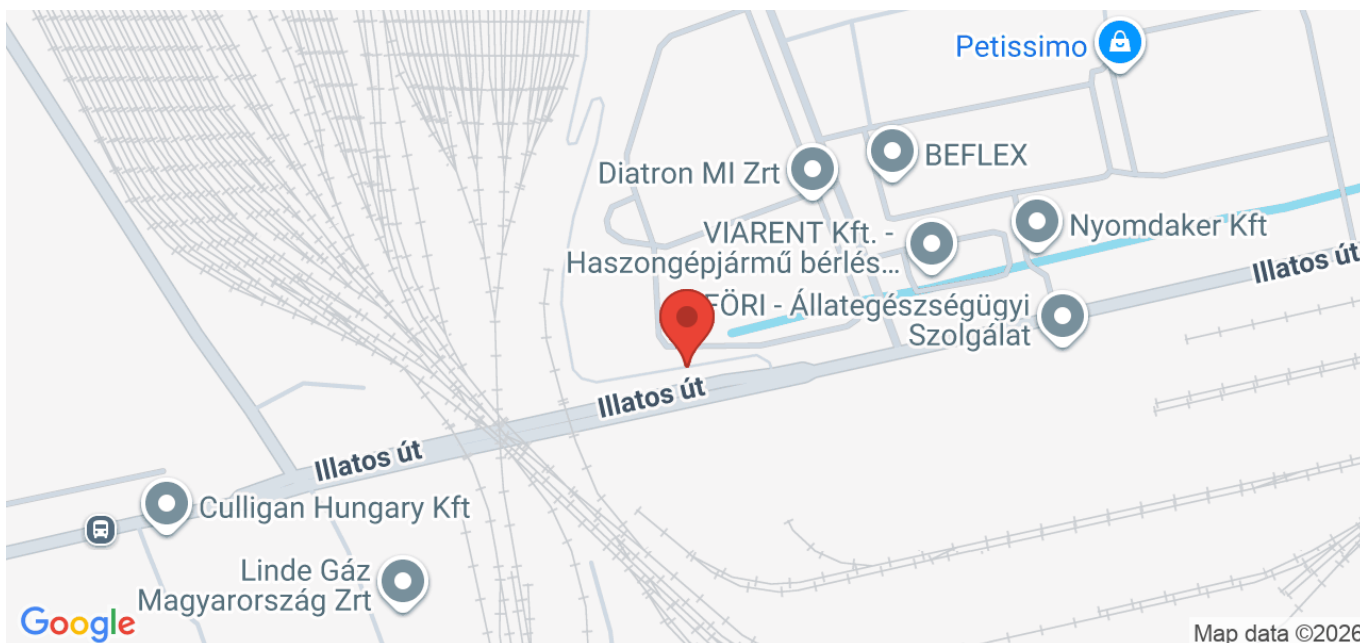 Petissimo
BEFLEX
Diatron MI Zrt
VIARENT Kft. -
Haszongépjármű bérlés...
Nyomdaker Kft
Illatos út
FÖRI - Állategészségügyi
Szolgálat
Illatos út
Illatos út
Culligan Hungary Kft
Linde Gáz
Magyarország Zrt
Google
Map data ©2026